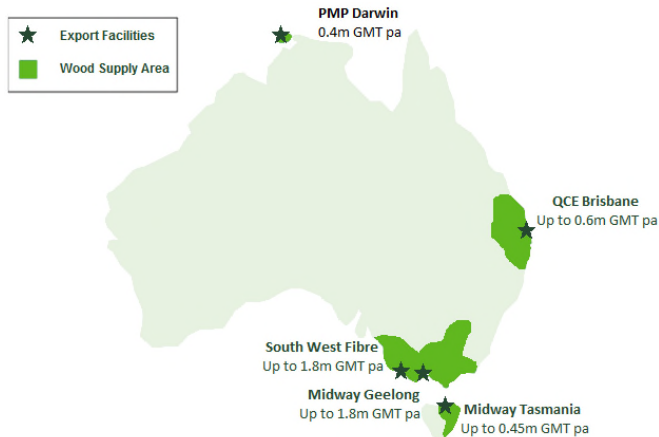 Export Facilities
Wood Supply Area
PMP Darwin
0.4m GMT pa
QCE Brisbane
Up to 0.6m GMT pa
South West Fibre
Up to 1.8m GMT pa
Midway Geelong
Up to 1.8m GMT pa
Midway Tasmania
Up to 0.45m GMT pa